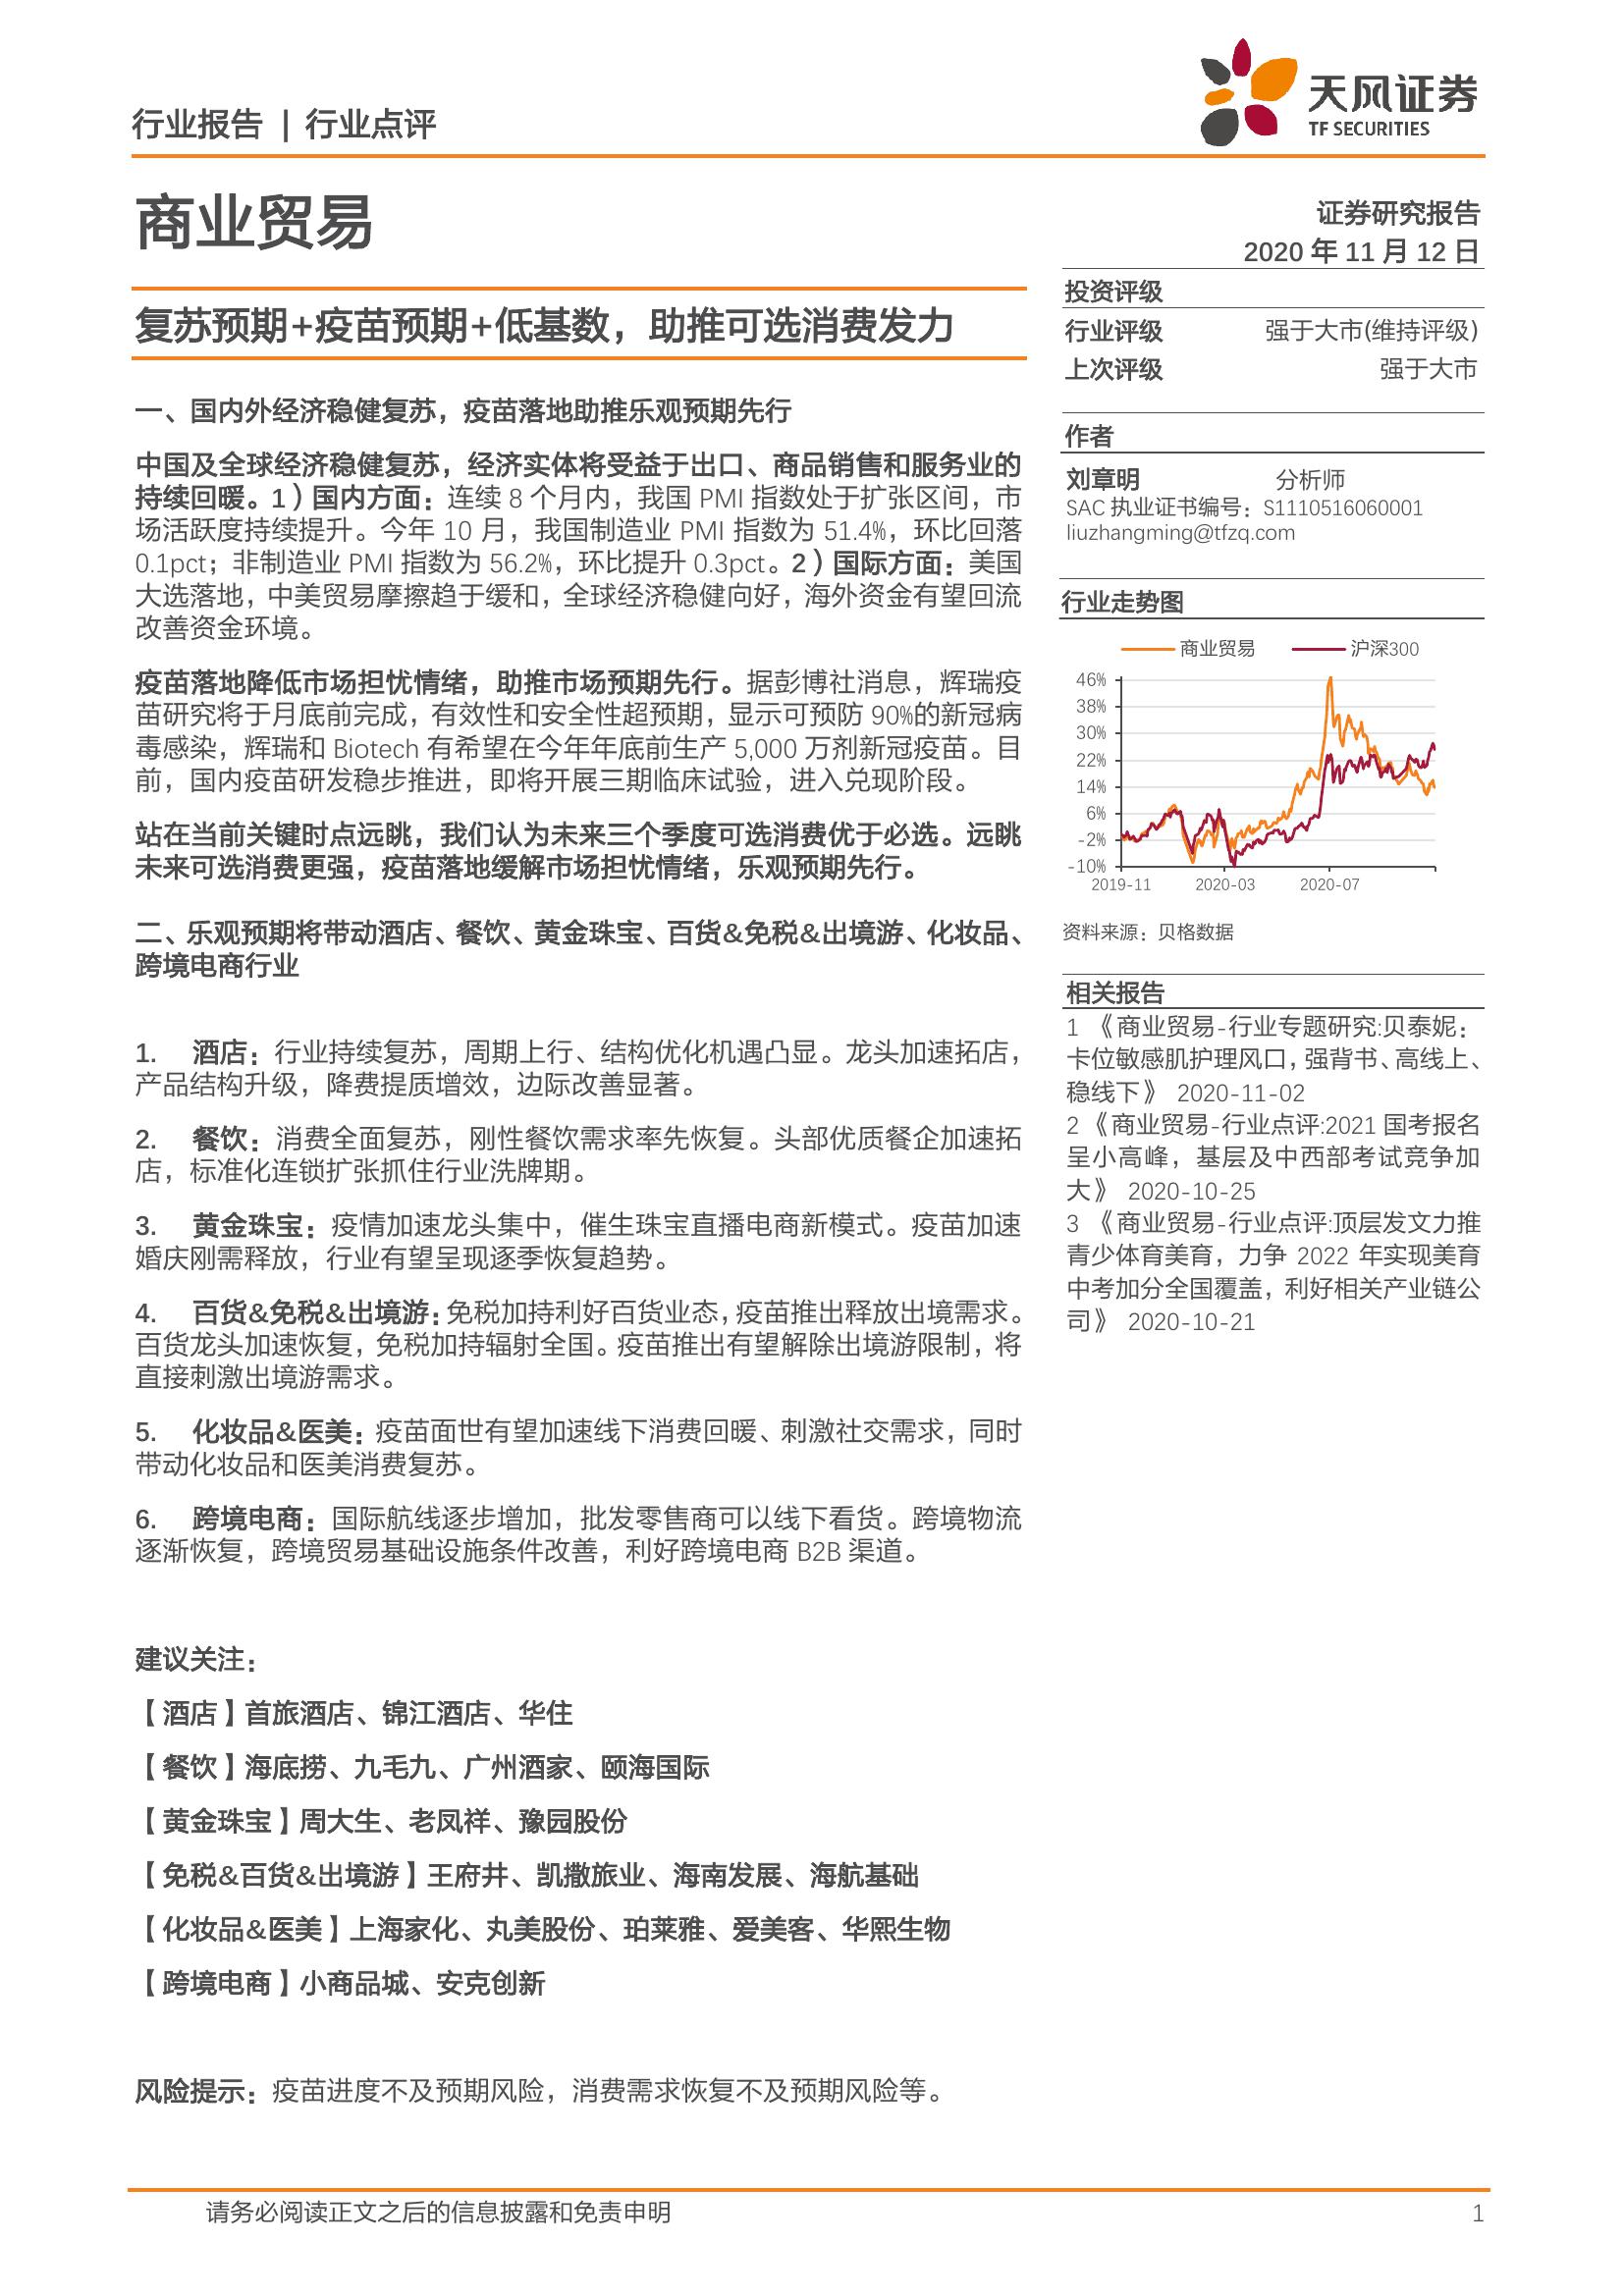 行业报告 | 行业点评
天风证券
TF SECURITIES
商业贸易
证券研究报告
2020 年 11 月 12 日
复苏预期+疫苗预期+低基数，助推可选消费发力
一、国内外经济稳健复苏，疫苗落地助推乐观预期先行
中国及全球经济稳健复苏，经济实体将受益于出口、商品销售和服务业的
持续回暖。1）国内方面：连续 8 个月内，我国 PMI 指数处于扩张区间，市
场活跃度持续提升。今年 10 月，我国制造业 PMI 指数为 51.4%，环比回落
0.1pct；非制造业 PMI 指数为 56.2%，环比提升 0.3pct。2）国际方面：美国
大选落地，中美贸易摩擦趋于缓和，全球经济稳健向好，海外资金有望回流
改善资金环境。
疫苗落地降低市场担忧情绪，助推市场预期先行。据彭博社消息，辉瑞疫
苗研究将于月底前完成，有效性和安全性超预期，显示可预防 90%的新冠病
毒感染，辉瑞和 Biotech 有希望在今年年底前生产 5,000 万剂新冠疫苗。目
前，国内疫苗研发稳步推进，即将开展三期临床试验，进入兑现阶段。
站在当前关键时点远眺，我们认为未来三个季度可选消费优于必选。远眺
未来可选消费更强，疫苗落地缓解市场担忧情绪，乐观预期先行。
二、乐观预期将带动酒店、餐饮、黄金珠宝、百货&免税&出境游、化妆品、
跨境电商行业
1. 酒店：行业持续复苏，周期上行、结构优化机遇凸显。龙头加速拓店，
产品结构升级，降费提质增效，边际改善显著。
2. 餐饮：消费全面复苏，刚性餐饮需求率先恢复。头部优质餐企加速拓
店，标准化连锁扩张抓住行业洗牌期。
3. 黄金珠宝：疫情加速龙头集中，催生珠宝直播电商新模式。疫苗加速
婚庆刚需释放，行业有望呈现逐季恢复趋势。
4. 百货&免税&出境游：免税加持利好百货业态，疫苗推出释放出境需求。
百货龙头加速恢复，免税加持辐射全国。疫苗推出有望解除出境游限制，将
直接刺激出境游需求。
5. 化妆品&医美：疫苗面世有望加速线下消费回暖、刺激社交需求，同时
带动化妆品和医美消费复苏。
6. 跨境电商：国际航线逐步增加，批发零售商可以线下看货。跨境物流
逐渐恢复，跨境贸易基础设施条件改善，利好跨境电商 B2B 渠道。
建议关注：
【酒店】首旅酒店、锦江酒店、华住
【餐饮】海底捞、九毛九、广州酒家、颐海国际
【黄金珠宝】周大生、老凤祥、豫园股份
【免税&百货&出境游】王府井、凯撒旅业、海南发展、海航基础
【化妆品&医美】上海家化、丸美股份、珀莱雅、爱美客、华熙生物
【跨境电商】小商品城、安克创新
风险提示：疫苗进度不及预期风险，消费需求恢复不及预期风险等。
投资评级
行业评级 强于大市(维持评级)
上次评级 强于大市
作者
刘章明 分析师
SAC 执业证书编号：S1110516060001
liuzhangming@tfzq.com
行业走势图
商业贸易 沪深300
46%
38%
30%
22%
14%
6%
-2%
-10%
2019-11 2020-03 2020-07
资料来源：贝格数据
相关报告
1 《商业贸易-行业专题研究:贝泰妮：
卡位敏感肌护理风口，强背书、高线上、
稳线下》 2020-11-02
2 《商业贸易-行业点评:2021 国考报名
呈小高峰，基层及中西部考试竞争加
大》 2020-10-25
3 《商业贸易-行业点评:顶层发文力推
青少体育美育，力争 2022 年实现美育
中考加分全国覆盖，利好相关产业链公
司》 2020-10-21
请务必阅读正文之后的信息披露和免责申明 1